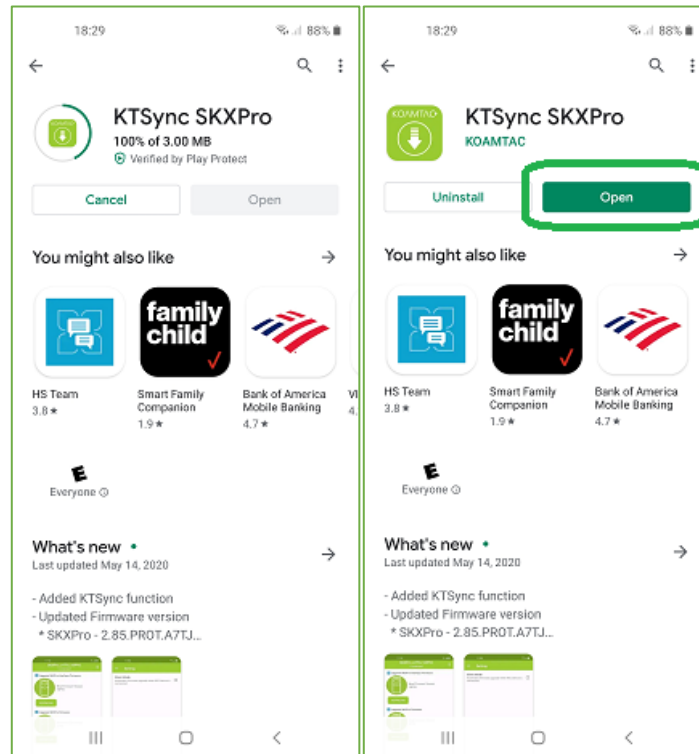 18:29
88%
KTSync SKXPro
100% of 3.00 MB
Verified by Play Protect
Cancel
Open
You might also like
family
child
HS Team
3.8 ★
Smart Family
Companion
1.9 ★
Bank of America
Mobile Banking
4.7 ★
VI
4.
E
Everyone
What's new
Last updated May 14, 2020
- Added KTSync function
- Updated Firmware version
* SKXPro - 2.85.PROT.A7TJ...
18:29
88%
KOAMTAC
KTSync SKXPro
KOAMTAC
Uninstall
Open
You might also like
family
child
HS Team
3.8 ★
Smart Family
Companion
1.9 ★
Bank of America
Mobile Banking
4.7 ★
E
Everyone
What's new
Last updated May 14, 2020
- Added KTSync function
- Updated Firmware version
* SKXPro - 2.85.PROT.A7TJ...